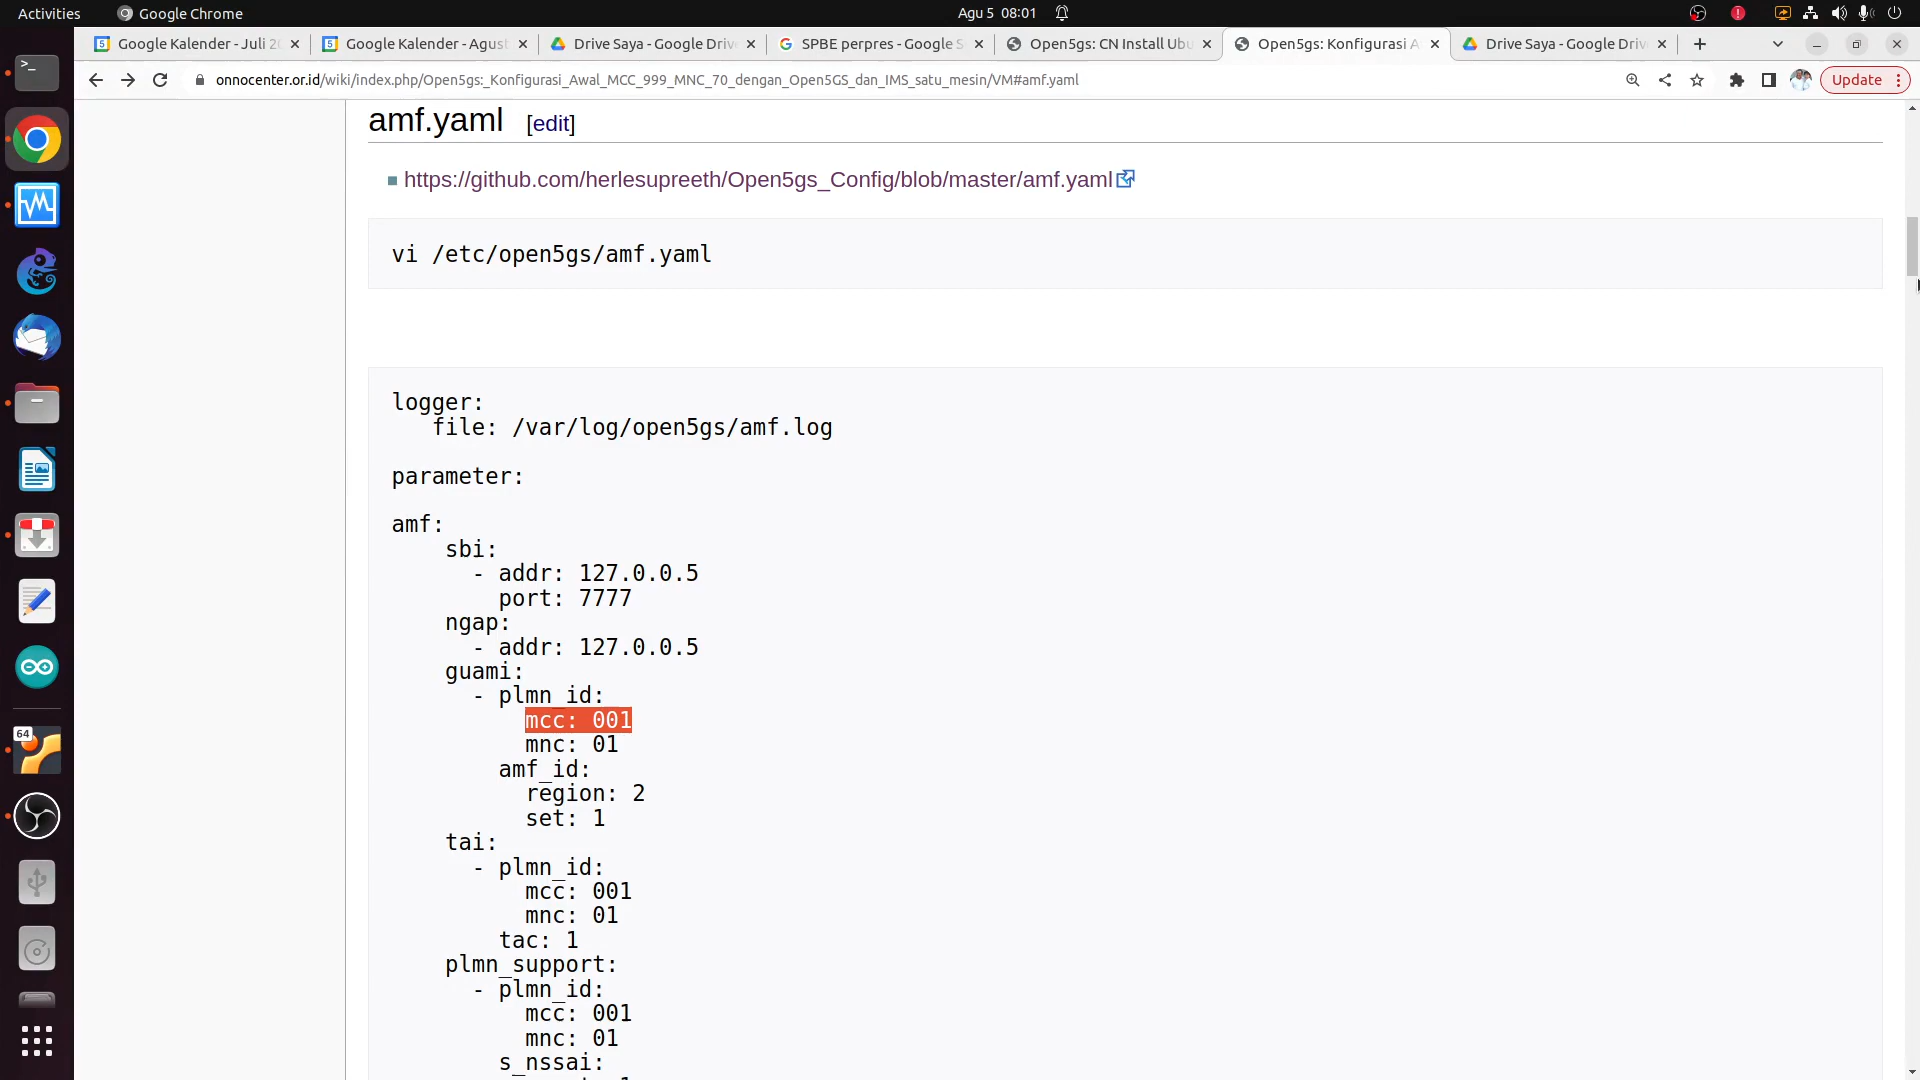 Activities
Google Chrome
Agu 5 08:01
5 Google Kalender - Juli 2
5 Google Kalender - Agust
Drive Saya - Google Driv
SPBE perpres - Google S
Open5gs: CN Install Ubu
Open5gs: Konfigurasi A
Drive Saya - Google Driv
onnocenter.or.id/wiki/index.php/Open5gs:_Konfigurasi_Awal_MCC_999_MNC_70_dengan_Open5GS_dan_IMS_satu_mesin/VM#amf.yaml
Update
amf.yaml [edit]
https://github.com/herlesupreeth/Open5gs_Config/blob/master/amf.yaml
vi /etc/open5gs/amf.yaml
logger:
file: /var/log/open5gs/amf.log
parameter:
amf:
sbi:
- addr: 127.0.0.5
port: 7777
ngap:
- addr: 127.0.0.5
guami:
- plmn_id:
mcc: 001
mnc: 01
amf_id:
region: 2
set: 1
tai:
- plmn_id:
mcc: 001
mnc: 01
tac: 1
plmn_support:
- plmn_id:
mcc: 001
mnc: 01
s_nssai:
64